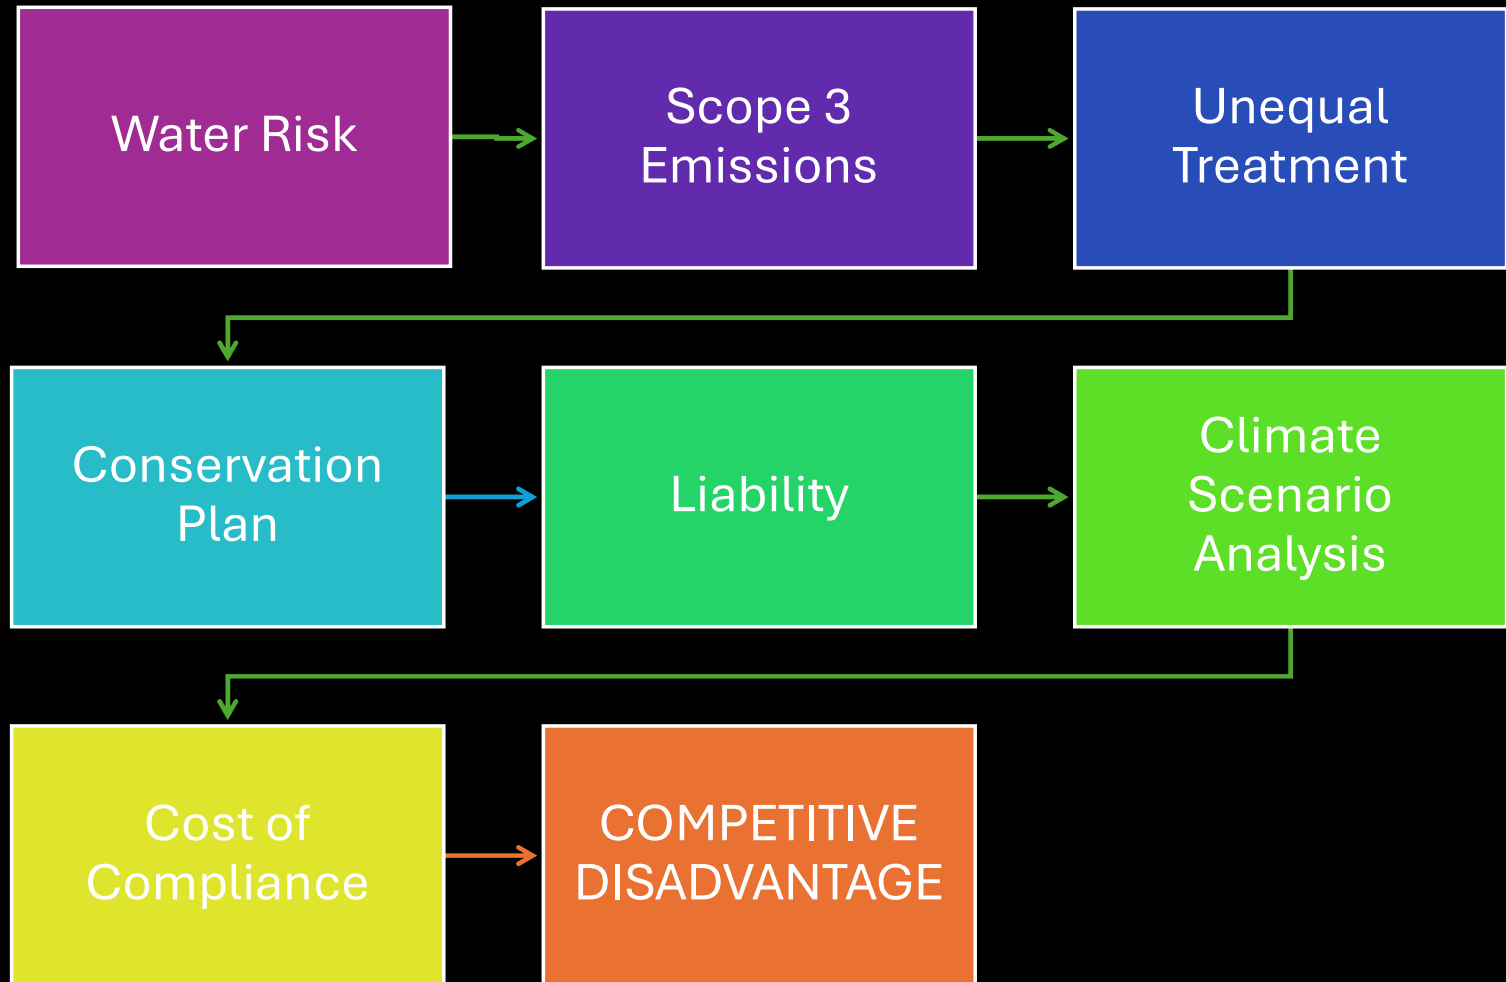 Water Risk
Scope 3
Emissions
Unequal
Treatment
Conservation
Plan
Liability
Climate
Scenario
Analysis
Cost of
Compliance
COMPETITIVE
DISADVANTAGE